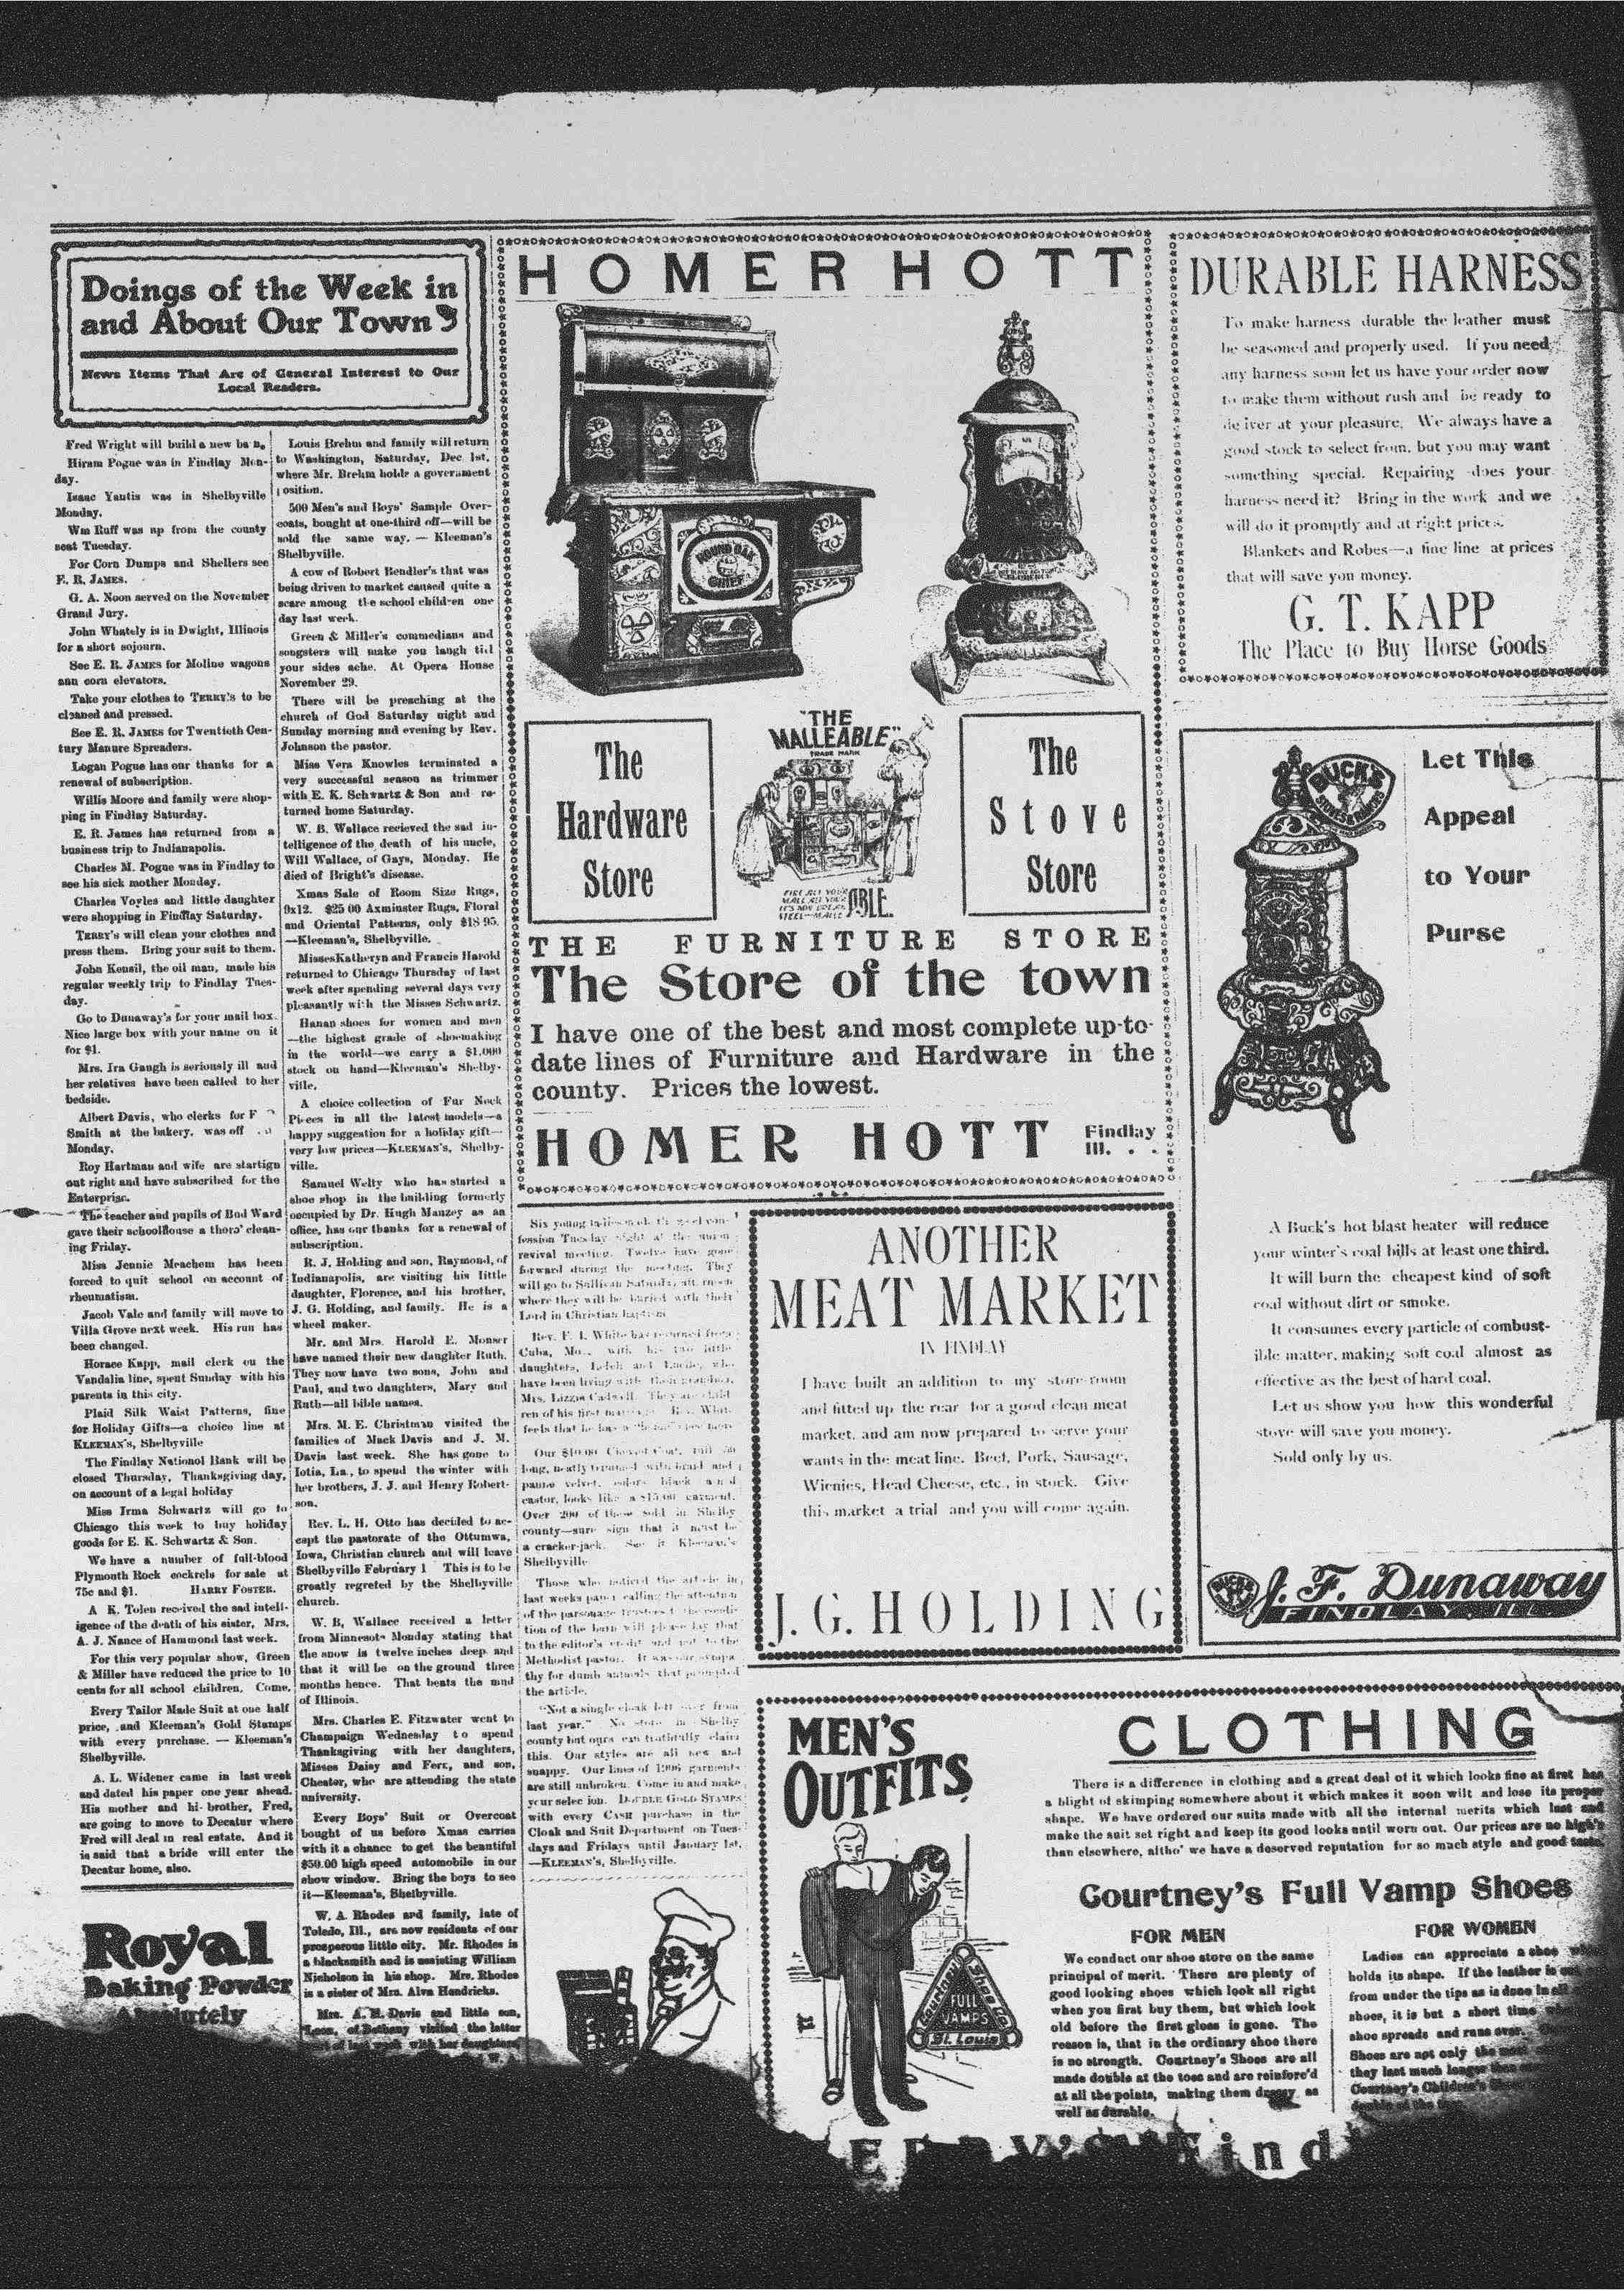 Doings of the Week in
and About Our Town
News Items That Are of General Interest to Our
Local Readers.
Fred Wright will build a new
Hiram Pogue was in Findlay Mon-
day.
Isaac Yantis was in Shelbyville
Monday.
Wm Ruff was up from the county
seat Tuesday.
For Corn Dumps and Shellers see
E. R. JAMES.
G. A. Noon served on the November
Grand Jury.
John Whately is in Dwight, Illinois
for a short sojourn.
See E. R. JAMES for Moline wagons
ann corn elevators.
Take your clothes to TERRY'S to be
cleaned and pressed.
See E. R. JAMES for Twentieth Cen-
tury Manure Spreaders.
Logan Pogue has our thanks for a
renewal of subscription.
Willis Moore and family were shop-
ping in Findlay Saturday.
E. R. James has returned from a
business trip to Indianapolis.
Charles M. Pogue was in Findlay to
see his sick mother Monday.
Charles Voyles and little daughter
were shopping in Findlay Saturday.
TERRY'S will clean your clothes and
press them. Bring your suit to them.
John Kensil, the oil man, made his
regular weekly trip to Findlay Tues-
day.
Go to Dunaway's for your mail box.
Nice large box with your name on it
for $1.
Mrs. Ira Gaugh is seriously ill and
her relatives have been called to her
bedside.
Albert Davis, who clerks for F
Smith at the bakery, was off
Monday.
Roy Hartman and wife are startign
out right and have subscribed for the
Enterprise.
The teacher and pupils of Bud Ward
gave their schoolhouse a thoro' clean-
ing Friday.
Miss Jennie Meachem has been
forced to quit school on account of
rheumatism.
Jacob Vale and family will move to
Villa Grove next week. His run has
been changed.
Horace Kapp, mail clerk on the
Vandalia line, spent Sunday with his
parents in this city.
Plaid Silk Waist Patterns, fine
for Holiday Gifts—a choice line at
KLEEMAN'S, Shelbyville
The Findlay National Bank will be
closed Thursday, Thanksgiving day,
on account of a legal holiday
Miss Irma Schwartz will go to
Chicago this week to buy holiday
goods for E. K. Schwartz & Son.
We have a number of full-blood
Plymouth Rock cockrels for sale at
75c and $1. HARRY FOSTER.
A K. Tolen received the sad intell-
igence of the death of his sister, Mrs.
A. J. Nance of Hammond last week.
For this very popular show, Green
& Miller have reduced the price to 10
cents for all school children. Come.
Every Tailor Made Suit at one half
price, and Kleeman's Gold Stamps
with every purchase. — Kleeman's
Shelbyville.
A. L. Widener came in last week
and dated his paper one year ahead.
His mother and hi- brother, Fred,
are going to move to Decatur where
Fred will deal in real estate. And it
is said that a bride will enter the
Decatur home, also.
Royal
Baking Powder
Absolutely
Louis Brehm and family will return
to Washington, Saturday, Dec 1st,
where Mr. Brehm holds a government
osition.
500 Men's and Boys' Sample Over-
coats, bought at one-third off—will be
sold the same way. — Kleeman's
Shelbyville.
A cow of Robert Bendler's that was
being driven to market caused quite a
scare among the school child-en one
day last week.
Green & Miller's commedians and
songsters will make you laugh til
your sides ache. At Opera House
November 29.
There will be preaching at the
church of God Saturday night and
Sunday morning and evening by Rev.
Johnson the pastor.
Miss Vera Knowles terminated a
very successful season as trimmer
with E. K. Schwartz & Son and re-
turned home Saturday.
W. B. Wallace recieved the sad in-
telligence of the death of his uncle,
Will Wallace, of Gays, Monday. He
died of Bright's disease.
Xmas Sale of Room Size Rugs,
9x12. $25 00 Axminster Rugs, Floral
and Oriental Patterns, only $18 95.
—Kleeman's, Shelbyville.
Misses Katheryn and Francis Harold
returned to Chicago Thursday of last
week after spending several days very
pleasantly with the Misses Schwartz.
Hanan shoes for women and men
—the highest grade of shoemaking
in the world—we carry a $1,000
stock on hand—Kleeman's Shelby-
ville.
A choice collection of Fur Neck
Pieces in all the latest models—a
happy suggestion for a holiday gift—
very low prices—KLEEMAN'S, Shelby-
ville.
Samuel Welty who has started a
shoe shop in the building formerly
occupied by Dr. Hugh Mauzey as an
office, has our thanks for a renewal of
subscription.
R. J. Holding and son, Raymond, of
Indianapolis, are visiting his little
daughter, Florence, and his brother,
J. G. Holding, and family. He is a
wheel maker.
Mr. and Mrs. Harold E. Monser
have named their new daughter Ruth.
They now have two sons, John and
Paul, and two daughters, Mary and
Ruth—all bible names.
Mrs. M. E. Christman visited the
families of Mack Davis and J. M.
Davis last week. She has gone to
Iotia, La., to spend the winter with
her brothers, J. J. and Henry Robert-
son.
Rev. L. H. Otto has decided to ac-
cept the pastorate of the Ottumwa,
Iowa, Christian church and will leave
Shelbyville February 1 This is to be
greatly regreted by the Shelbyville
church.
W. B, Wallace received a letter
from Minnesota Monday stating that
the snow is twelve inches deep and
that it will be on the ground three
months hence. That beats the mud
of Illinois.
Mrs. Charles E. Fitzwater went to
Champaign Wednesday to spend
Thanksgiving with her daughters,
Misses Daisy and Fern, and son,
Chester, who are attending the state
university.
Every Boys' Suit or Overcoat
bought of us before Xmas carries
with it a chance to get the beautiful
$50.00 high speed automobile in our
show window. Bring the boys to see
it—Kleeman's, Shelbyville.
W. A. Rhodes and family, late of
Toledo, Ill., are now residents of our
prosperous little city. Mr. Rhodes is
a blacksmith and is assisting William
Nicholson in his shop. Mrs. Rhodes
is a sister of Mrs. Alva Hendricks.
Mrs. A. B. Davis and little son,
Leon, of Bethany visited the latter
part of last week with her daughters
HOMER HOTT
ROUND OAK
CHIEF
The
Hardware
Store
"THE
MALLEABLE"
TRADE MARK
The
Stove
Store
THE FURNITURE STORE
The Store of the town
I have one of the best and most complete up-to-
date lines of Furniture and Hardware in the
county. Prices the lowest.
HOMER HOTT Findlay
Ill. . .
Six young ladies
fession Tuesday night at the union
revival meeting. Twelve have gone
forward during the meeting. They
will go to Sullivan
where they will be buried with their
Lord in Christian baptism
Rev. F. I. White has returned from
Cuba, Mo., with his two little
daughters,
have been living with
Mrs. Lizzie
ren of his first
Our $10.00
long, neatly trimmed with braid and
panne velvet, colors black and
castor, looks like a $15.00 garment.
Over 200 of these sold in Shelby
county—sure sign that it must be
a cracker-jack. See it Kleeman's
Shelbyville
Those who noticed the article in
last weeks paper calling the attention
of the parsonage trustees to the condi-
tion of the barn will please lay that
to the editor's credit and not to the
Methodist pastor. It was our sympa
thy for dumb animals that prompted
the article.
"Not a single cloak left over from
last year." No store in Shelby
county but ours can truthfully claim
this. Our styles are all new and
snappy. Our lines of 1906 garments
are still unbroken. Come in and make
your selec ion. DOUBLE GOLD STAMPS
with every CASH purchase in the
Cloak and Suit Department on Tues-
days and Fridays until January 1st.
—KLEEMAN'S, Shelbyville.
ANOTHER
MEAT MARKET
IN FINDLAY
I have built an addition to my store-room
and fitted up the rear for a good clean meat
market, and am now prepared to serve your
wants in the meat line. Beef, Pork, Sausage,
Wienies, Head Cheese, etc., in stock. Give
this market a trial and you will come again.
J. G. HOLDING
DURABLE HARNESS
To make harness durable the leather must
be seasoned and properly used. If you need
any harness soon let us have your order now
to make them without rush and be ready to
deliver at your pleasure. We always have a
good stock to select from, but you may want
something special. Repairing does your
harness need it? Bring in the work and we
will do it promptly and at right prices.
Blankets and Robes—a fine line at prices
that will save you money.
G. T. KAPP
The Place to Buy Horse Goods
BUCK'S
STOVES & RANGES
Let This
Appeal
to Your
Purse
A Buck's hot blast heater will reduce
your winter's coal bills at least one third.
It will burn the cheapest kind of soft
coal without dirt or smoke.
It consumes every particle of combust-
ible matter, making soft coal almost as
effective as the best of hard coal.
Let us show you how this wonderful
stove will save you money.
Sold only by us.
J. F. Dunaway
FINDLAY, ILL.
MEN'S
OUTFITS
11
Courtney Shoe Co.
FULL
VAMPS
St. Louis
CLOTHING
There is a difference in clothing and a great deal of it which looks fine at first has
a blight of skimping somewhere about it which makes it soon wilt and lose its proper
shape. We have ordered our suits made with all the internal merits which last and
make the suit set right and keep its good looks until worn out. Our prices are no high'r
than elsewhere, altho' we have a deserved reputation for so much style and good taste.
Courtney's Full Vamp Shoes
FOR MEN
We conduct our shoe store on the same
principal of merit. There are plenty of
good looking shoes which look all right
when you first buy them, but which look
old before the first gloss is gone. The
reason is, that in the ordinary shoe there
is no strength. Courtney's Shoes are all
made double at the toes and are reinforc'd
at all the points, making them dressy as
well as durable.
FOR WOMEN
Ladies can appreciate a shoe
holds its shape. If the leather is
from under the tips as is done in
shoes, it is but a short time
shoe spreads and runs over.
Shoes are not only the most
they last much longer
Courtney's Children's